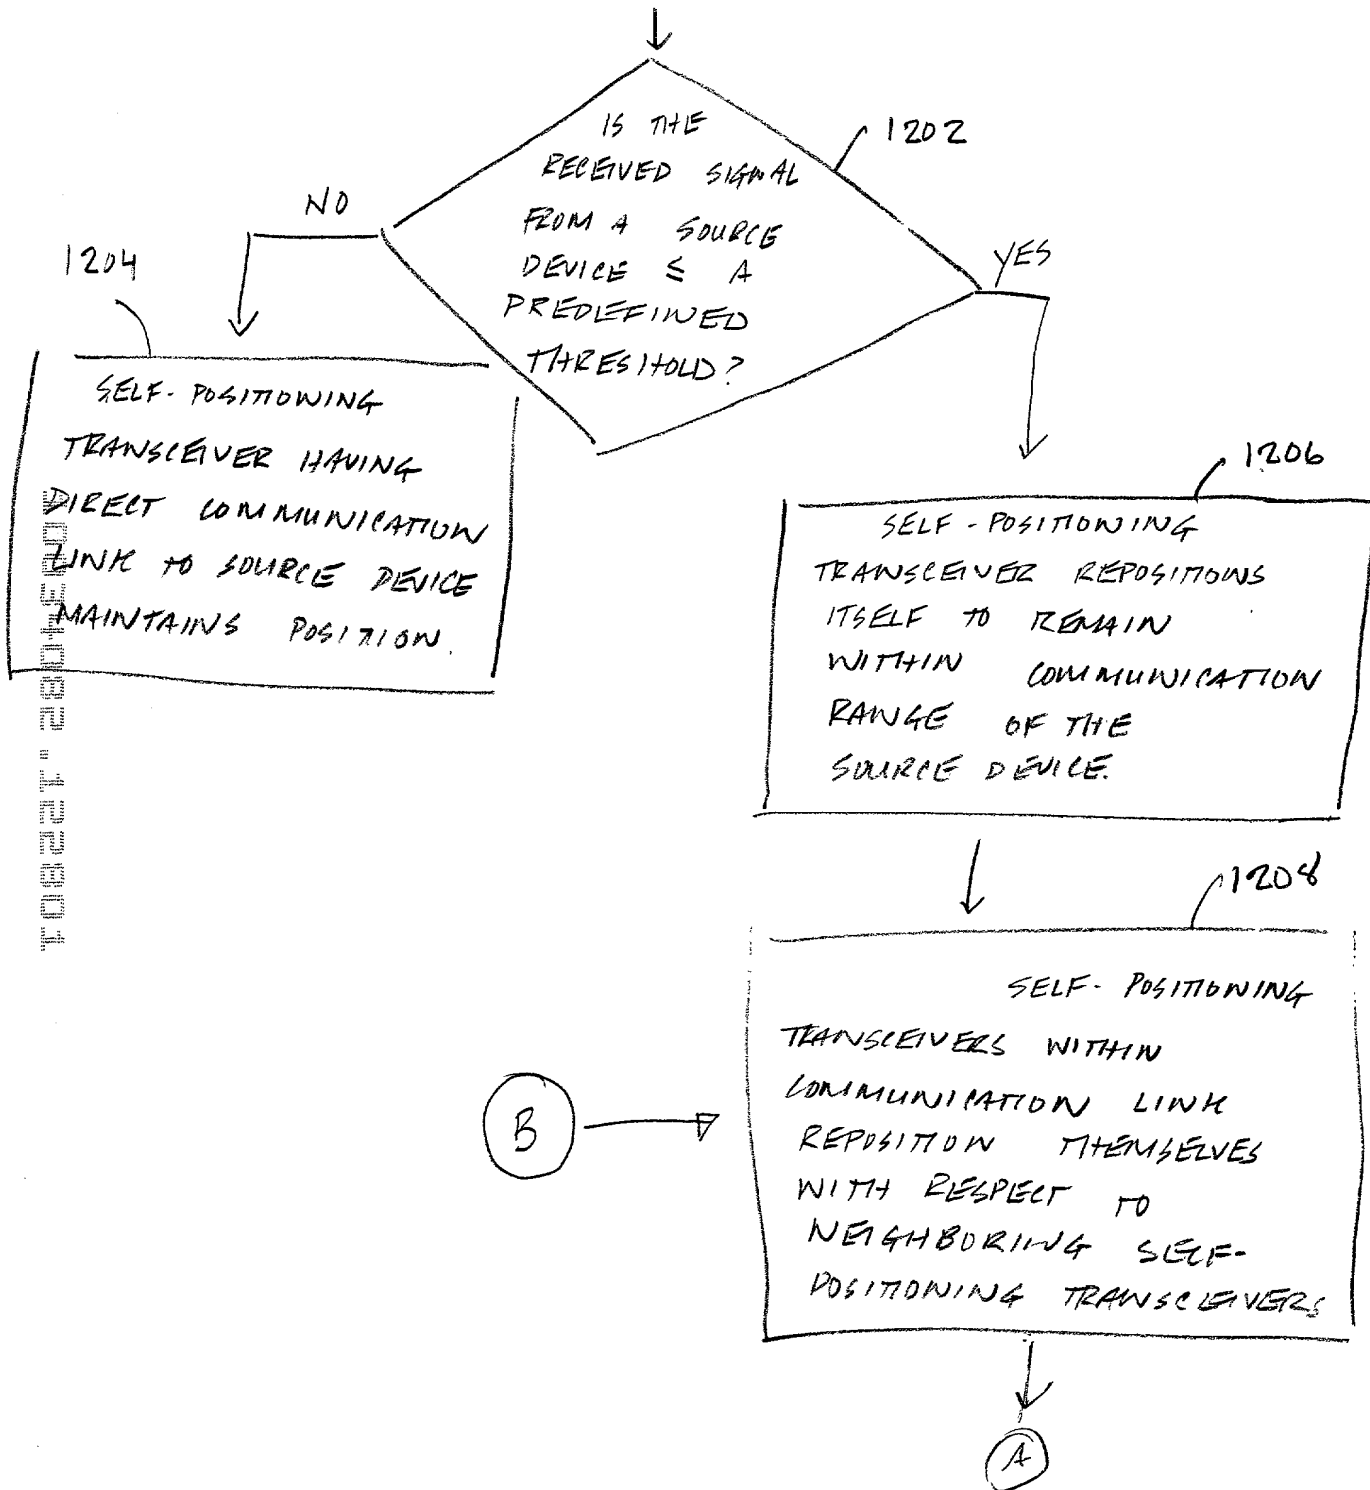 IS THE
RECEIVED SIGNAL
FROM A SOURCE
DEVICE ≤ A
PREDEFINED
THRESHOLD?
1202
NO
YES
1204
SELF-POSITIONING
TRANSCEIVER HAVING
DIRECT COMMUNICATION
LINK TO SOURCE DEVICE
MAINTAINS POSITION.
1206
SELF-POSITIONING
TRANSCEIVER REPOSITIONS
ITSELF TO REMAIN
WITHIN COMMUNICATION
RANGE OF THE
SOURCE DEVICE.
1208
SELF-POSITIONING
TRANSCEIVERS WITHIN
COMMUNICATION LINK
REPOSITION THEMSELVES
WITH RESPECT TO
NEIGHBORING SELF-
POSITIONING TRANSCEIVERS
B
A